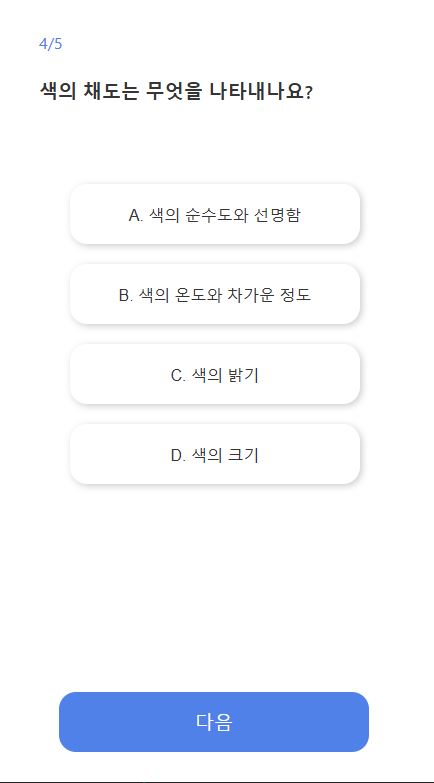 4/5
색의 채도는 무엇을 나타내나요?
A. 색의 순수도와 선명함
B. 색의 온도와 차가운 정도
C. 색의 밝기
D. 색의 크기
다음